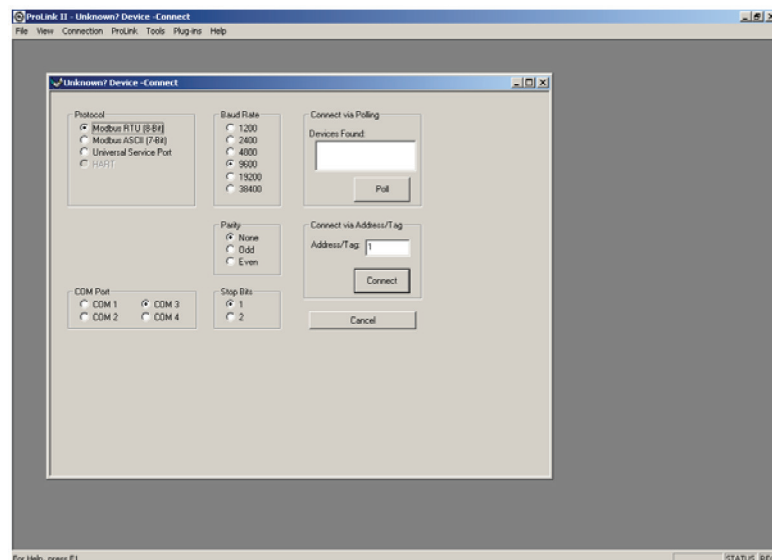 ProLink II - Unknown? Device -Connect
File View Connection ProLink Tools Plug-ins Help
Unknown? Device -Connect
Protocol
Modbus RTU (8-Bit)
Modbus ASCII (7-Bit)
Universal Service Port
HART
Baud Rate
1200
2400
4800
9600
19200
38400
Connect via Polling
Devices Found:
Poll
Parity
None
Odd
Even
Connect via Address/Tag
Address/Tag: 1
Connect
COM Port
COM 1 COM 3
COM 2 COM 4
Stop Bits
1
2
Cancel
For Help, press F1
STATUS